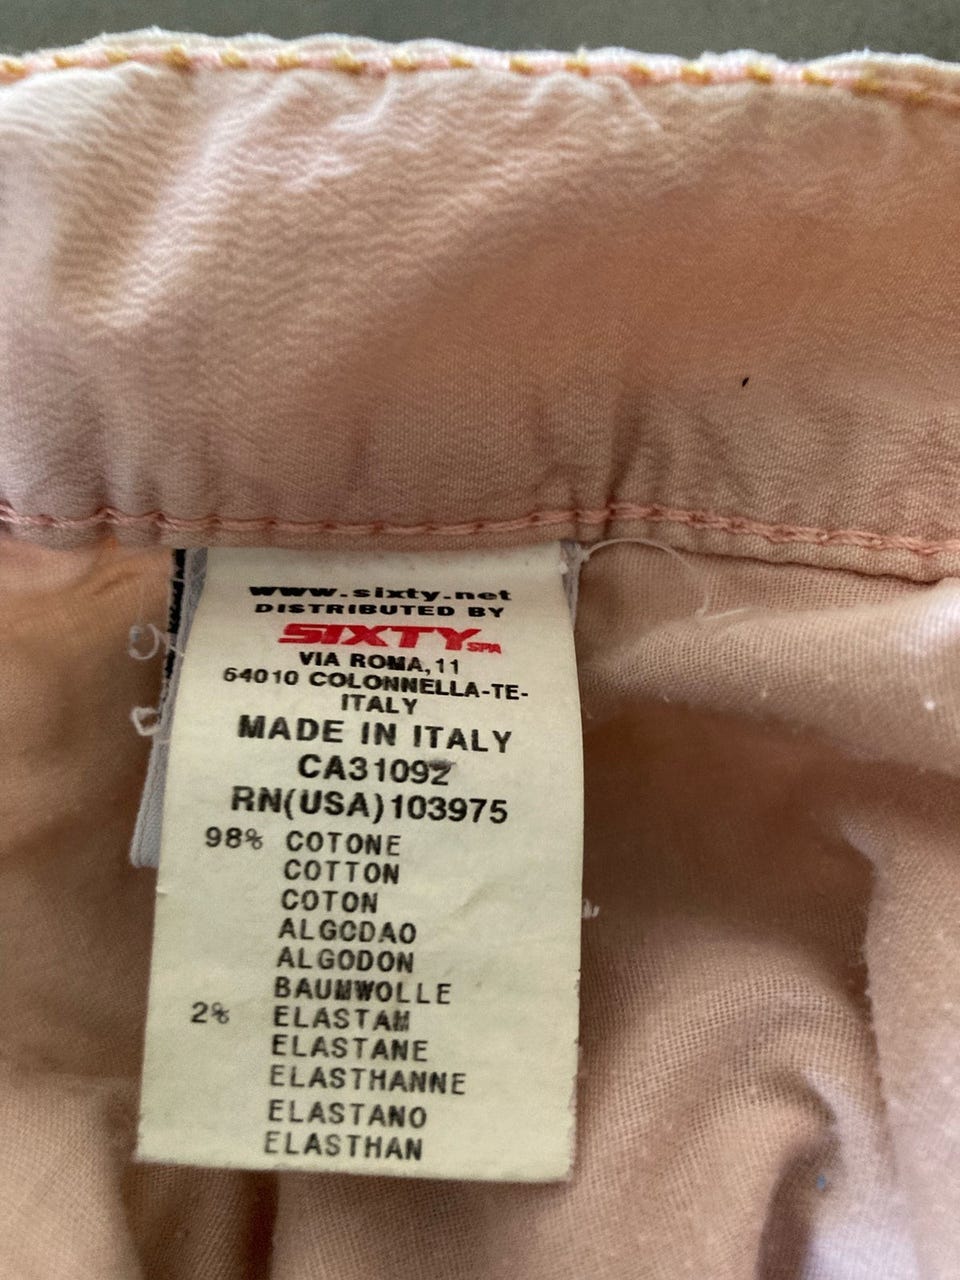 www.sixty.net
DISTRIBUTED BY
SIXTY SPA
VIA ROMA,11
64010 COLONNELLA-TE-
ITALY
MADE IN ITALY
CA31092
RN(USA)103975
98% COTONE
COTTON
COTON
ALGODAO
ALGODON
BAUMWOLLE
2% ELASTAM
ELASTANE
ELASTHANNE
ELASTANO
ELASTHAN